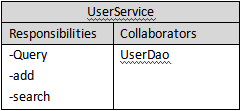 UserService
Responsibilities Collaborators
-Query UserDao
-add
-search